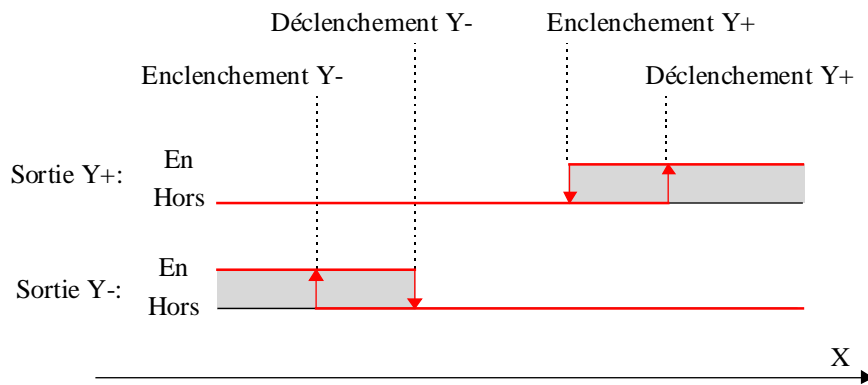 Déclenchement Y- Enclenchement Y+
Enclenchement Y- Déclenchement Y+
En
Sortie Y+:
Hors
En
Sortie Y-:
Hors
X